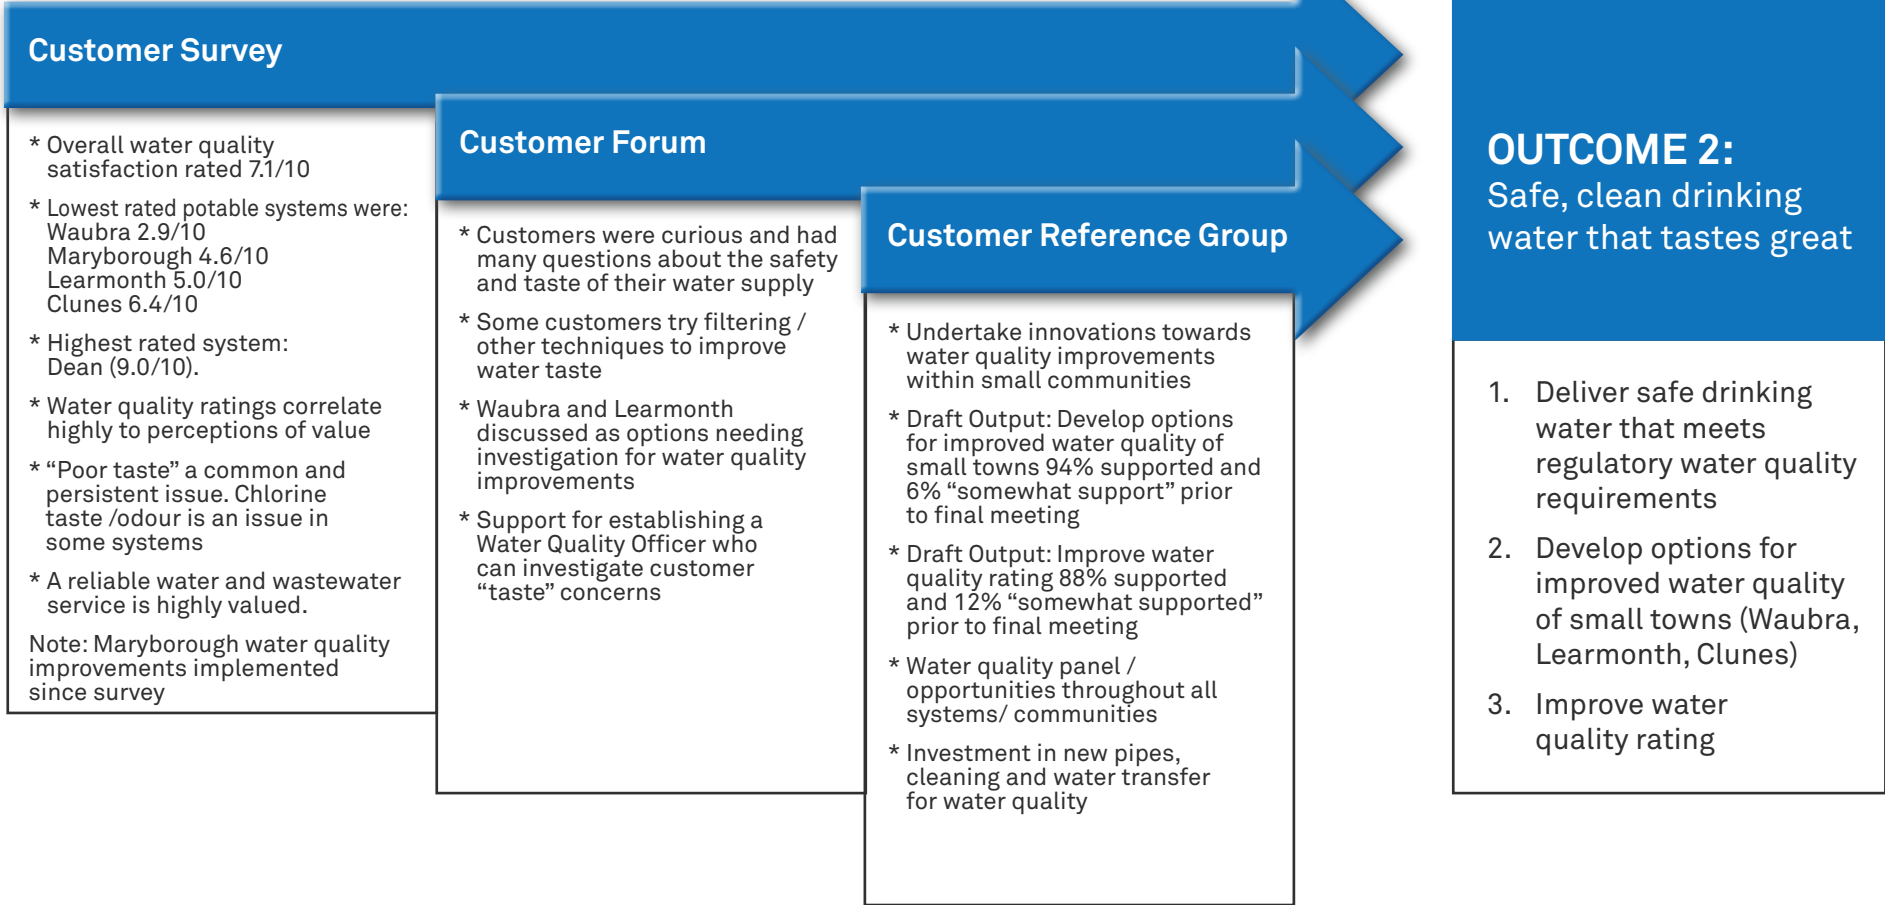 Customer Survey
* Overall water quality
satisfaction rated 7.1/10
* Lowest rated potable systems were:
Waubra 2.9/10
Maryborough 4.6/10
Learmonth 5.0/10
Clunes 6.4/10
* Highest rated system:
Dean (9.0/10).
* Water quality ratings correlate
highly to perceptions of value
* “Poor taste” a common and
persistent issue. Chlorine
taste /odour is an issue in
some systems
* A reliable water and wastewater
service is highly valued.
Note: Maryborough water quality
improvements implemented
since survey
Customer Forum
* Customers were curious and had
many questions about the safety
and taste of their water supply
* Some customers try filtering /
other techniques to improve
water taste
* Waubra and Learmonth
discussed as options needing
investigation for water quality
improvements
* Support for establishing a
Water Quality Officer who
can investigate customer
“taste” concerns
Customer Reference Group
* Undertake innovations towards
water quality improvements
within small communities
* Draft Output: Develop options
for improved water quality of
small towns 94% supported and
6% “somewhat support” prior
to final meeting
* Draft Output: Improve water
quality rating 88% supported
and 12% “somewhat supported”
prior to final meeting
* Water quality panel /
opportunities throughout all
systems/ communities
* Investment in new pipes,
cleaning and water transfer
for water quality
OUTCOME 2:
Safe, clean drinking
water that tastes great
1. Deliver safe drinking
water that meets
regulatory water quality
requirements
2. Develop options for
improved water quality
of small towns (Waubra,
Learmonth, Clunes)
3. Improve water
quality rating